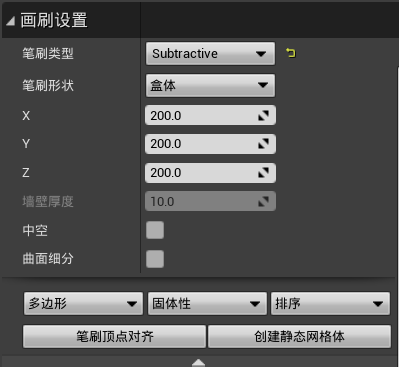 画刷设置
笔刷类型 Subtractive
笔刷形状 盒体
X 200.0
Y 200.0
Z 200.0
墙壁厚度 10.0
中空
曲面细分
多边形 固体性 排序
笔刷顶点对齐 创建静态网格体